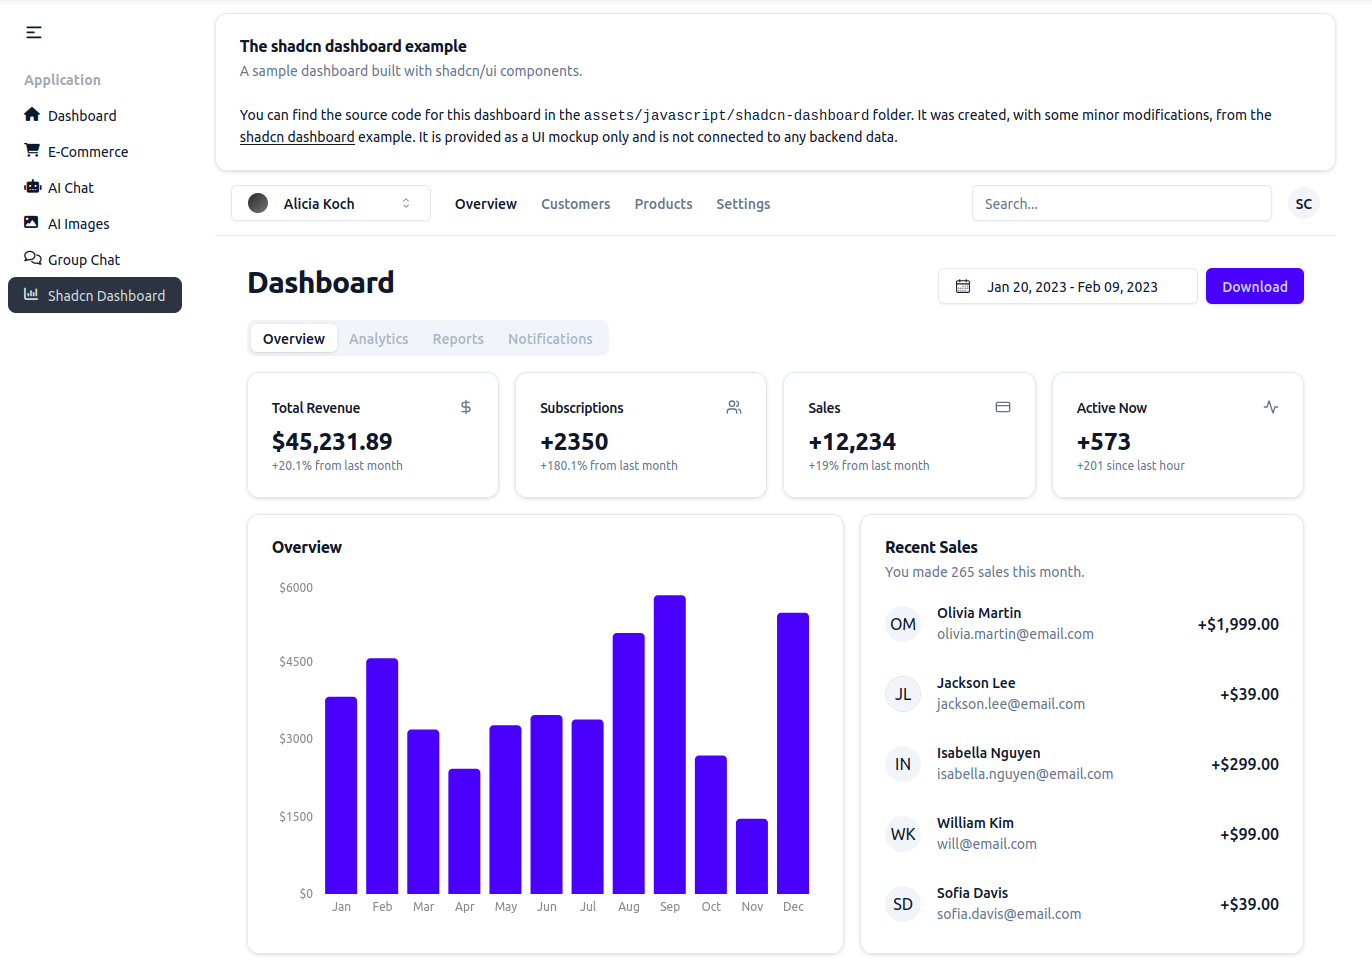 The shadcn dashboard example
A sample dashboard built with shadcn/ui components.
You can find the source code for this dashboard in the assets/javascript/shadcn-dashboard folder. It was created, with some minor modifications, from the
shadcn dashboard example. It is provided as a UI mockup only and is not connected to any backend data.
Application
Dashboard
E-Commerce
AI Chat
AI Images
Group Chat
Shadcn Dashboard
Alicia Koch
Overview
Customers
Products
Settings
Search...
SC
Dashboard
Jan 20, 2023 - Feb 09, 2023
Download
Overview
Analytics
Reports
Notifications
Total Revenue
$45,231.89
+20.1% from last month
Subscriptions
+2350
+180.1% from last month
Sales
+12,234
+19% from last month
Active Now
+573
+201 since last hour
Overview
$6000
$4500
$3000
$1500
$0
Jan Feb Mar Apr May Jun Jul Aug Sep Oct Nov Dec
Recent Sales
You made 265 sales this month.
OM
Olivia Martin
olivia.martin@email.com
+$1,999.00
JL
Jackson Lee
jackson.lee@email.com
+$39.00
IN
Isabella Nguyen
isabella.nguyen@email.com
+$299.00
WK
William Kim
will@email.com
+$99.00
SD
Sofia Davis
sofia.davis@email.com
+$39.00